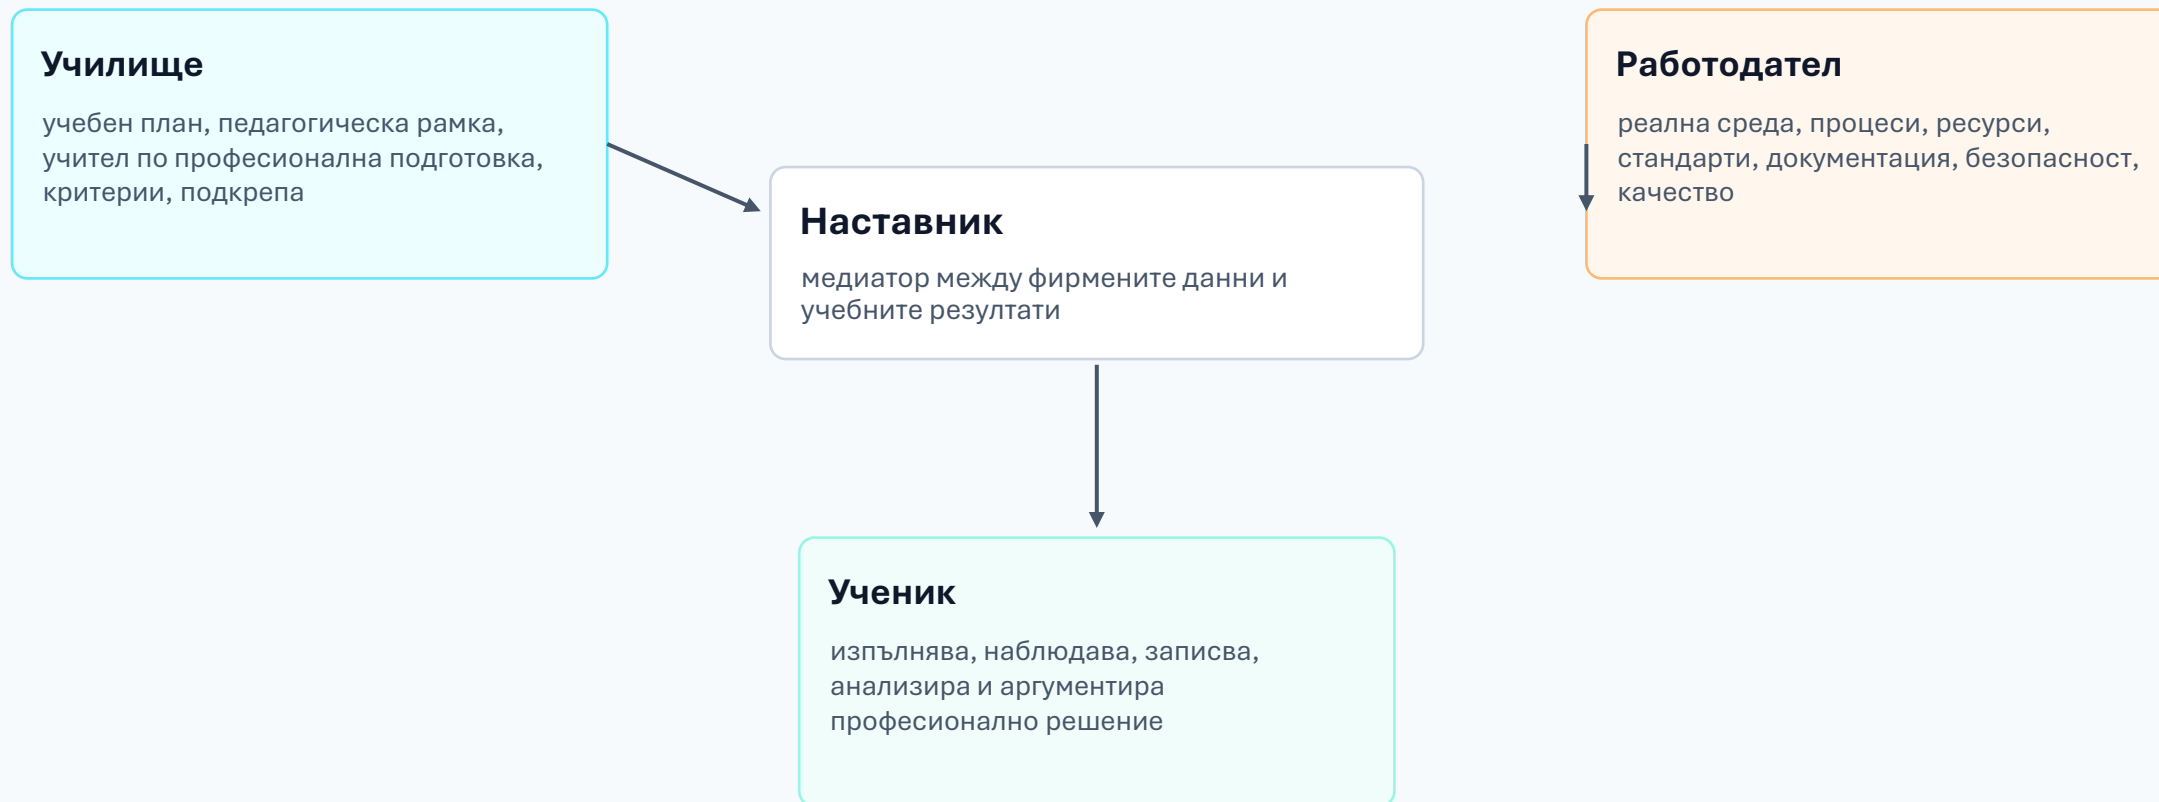 Училище
учебен план, педагогическа рамка,
учител по професионална подготовка,
критерии, подкрепа
Работодател
реална среда, процеси, ресурси,
стандарти, документация, безопасност,
качество
Наставник
медиатор между фирмените данни и
учебните резултати
Ученик
изпълнява, наблюдава, записва,
анализира и аргументира
професионално решение